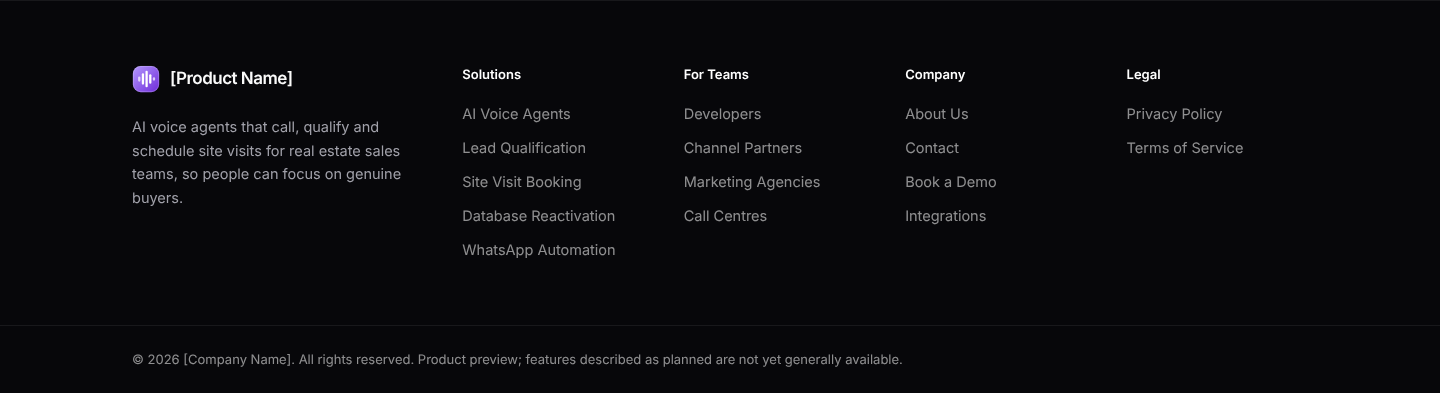 [Product Name]
AI voice agents that call, qualify and
schedule site visits for real estate sales
teams, so people can focus on genuine
buyers.
Solutions
AI Voice Agents
Lead Qualification
Site Visit Booking
Database Reactivation
WhatsApp Automation
For Teams
Developers
Channel Partners
Marketing Agencies
Call Centres
Company
About Us
Contact
Book a Demo
Integrations
Legal
Privacy Policy
Terms of Service
© 2026 [Company Name]. All rights reserved. Product preview; features described as planned are not yet generally available.